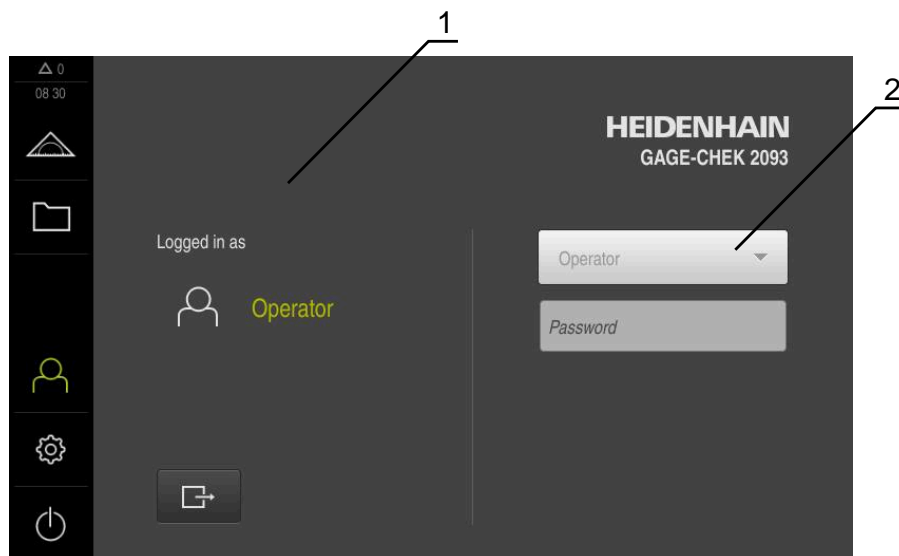 1
△ 0
08 30
2
HEIDENHAIN
GAGE-CHEK 2093
Logged in as
Operator
Operator
Password